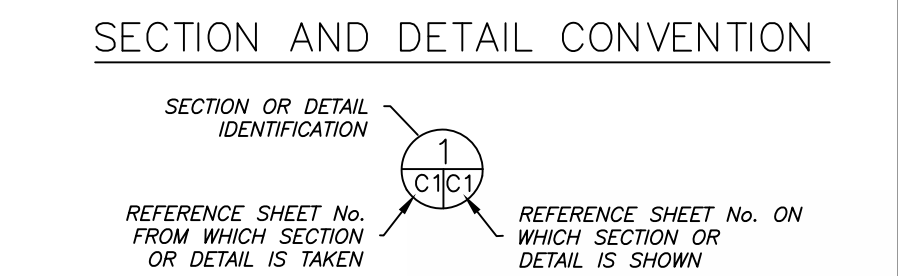 SECTION AND DETAIL CONVENTION
SECTION OR DETAIL
IDENTIFICATION
1
C1 C1
REFERENCE SHEET No.
FROM WHICH SECTION
OR DETAIL IS TAKEN
REFERENCE SHEET No. ON
WHICH SECTION OR
DETAIL IS SHOWN